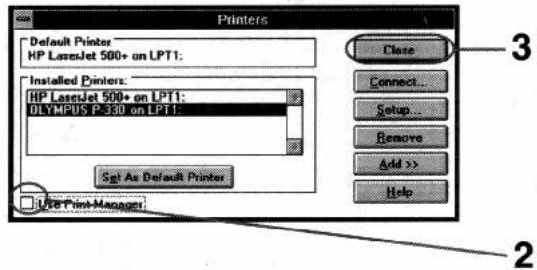 Printers
Default Printer
HP LaserJet 500+ on LPT1:
Close
3
Installed Printers:
HP LaserJet 500+ on LPT1:
OLYMPUS P-330 on LPT1:
Connect...
Setup...
Remove
Add >>
Help
Set As Default Printer
Use Print Manager
2